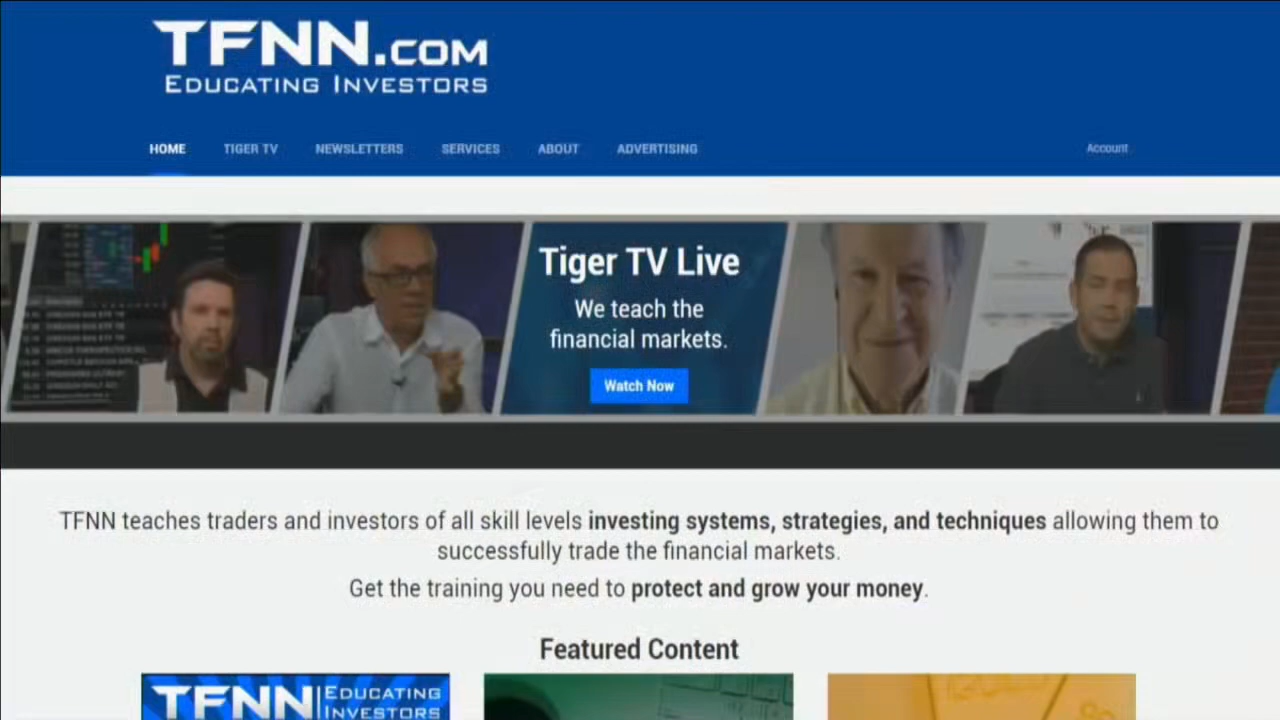 TFNN.COM
EDUCATING INVESTORS
HOME TIGER TV NEWSLETTERS SERVICES ABOUT ADVERTISING Account
Tiger TV Live
We teach the
financial markets.
Watch Now
TFNN teaches traders and investors of all skill levels investing systems, strategies, and techniques allowing them to
successfully trade the financial markets.
Get the training you need to protect and grow your money.
Featured Content
TFNN EDUCATING
INVESTORS